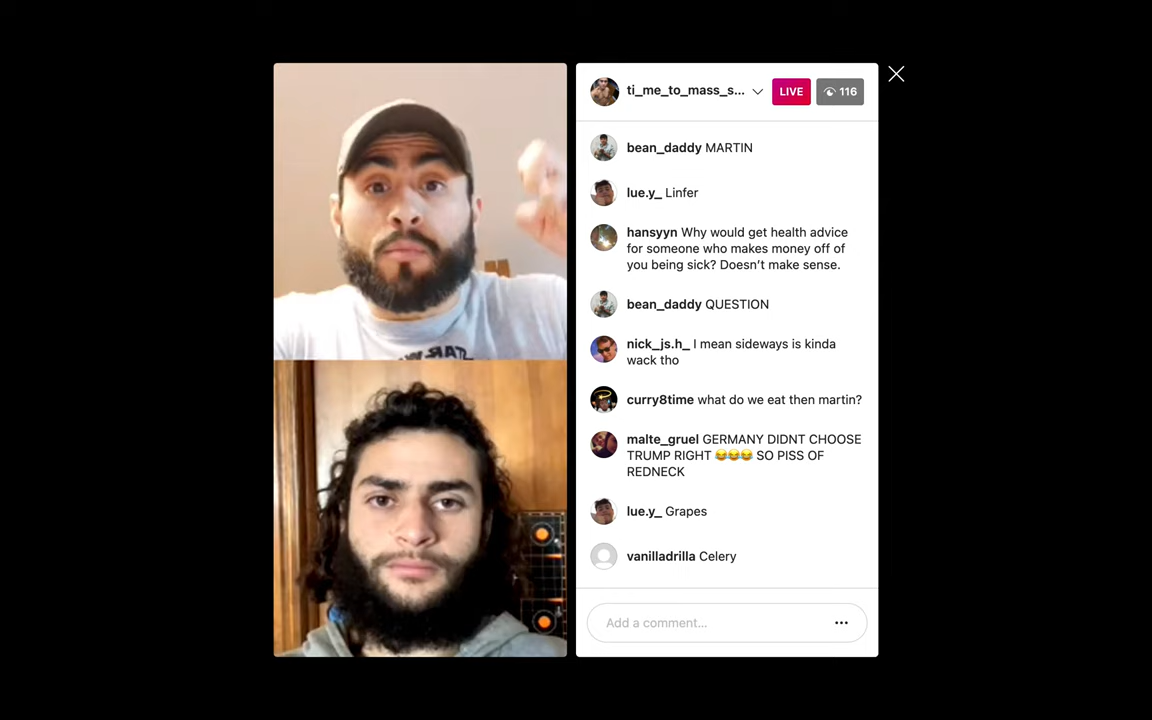 ti_me_to_mass_s...
LIVE
116
bean_daddy MARTIN
lue.y_ Linfer
hansyyn Why would get health advice
for someone who makes money off of
you being sick? Doesn't make sense.
bean_daddy QUESTION
nick_js.h_ I mean sideways is kinda
wack tho
curry8time what do we eat then martin?
malte_gruel GERMANY DIDNT CHOOSE
TRUMP RIGHT 😂😂😂 SO PISS OF
REDNECK
lue.y_ Grapes
vanilladrilla Celery
Add a comment...